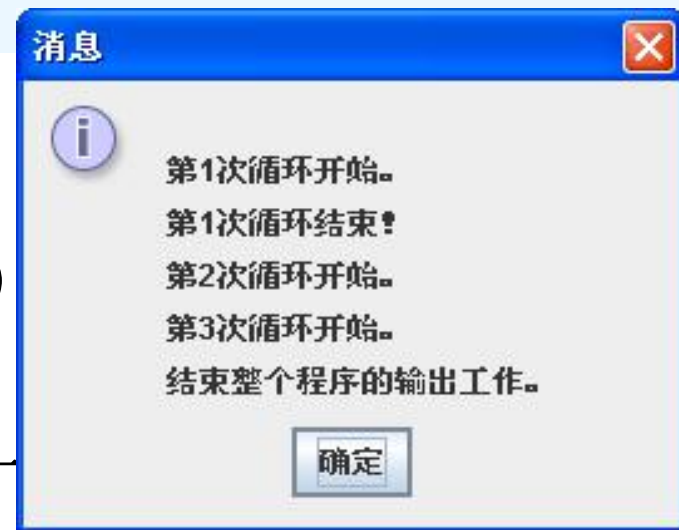 消息
第1次循环开始。
第1次循环结束!
第2次循环开始。
第3次循环开始。
结束整个程序的输出工作。
确定